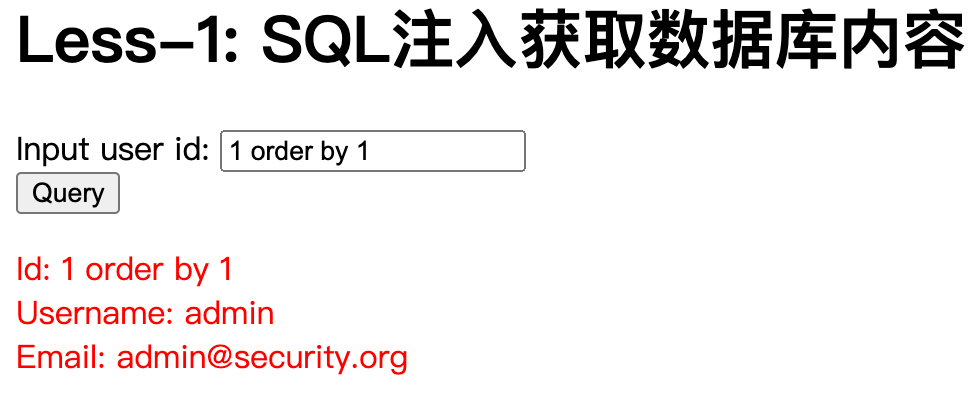 Less-1: SQL注入获取数据库内容
Input user id: 1 order by 1
Query
Id: 1 order by 1
Username: admin
Email: admin@security.org